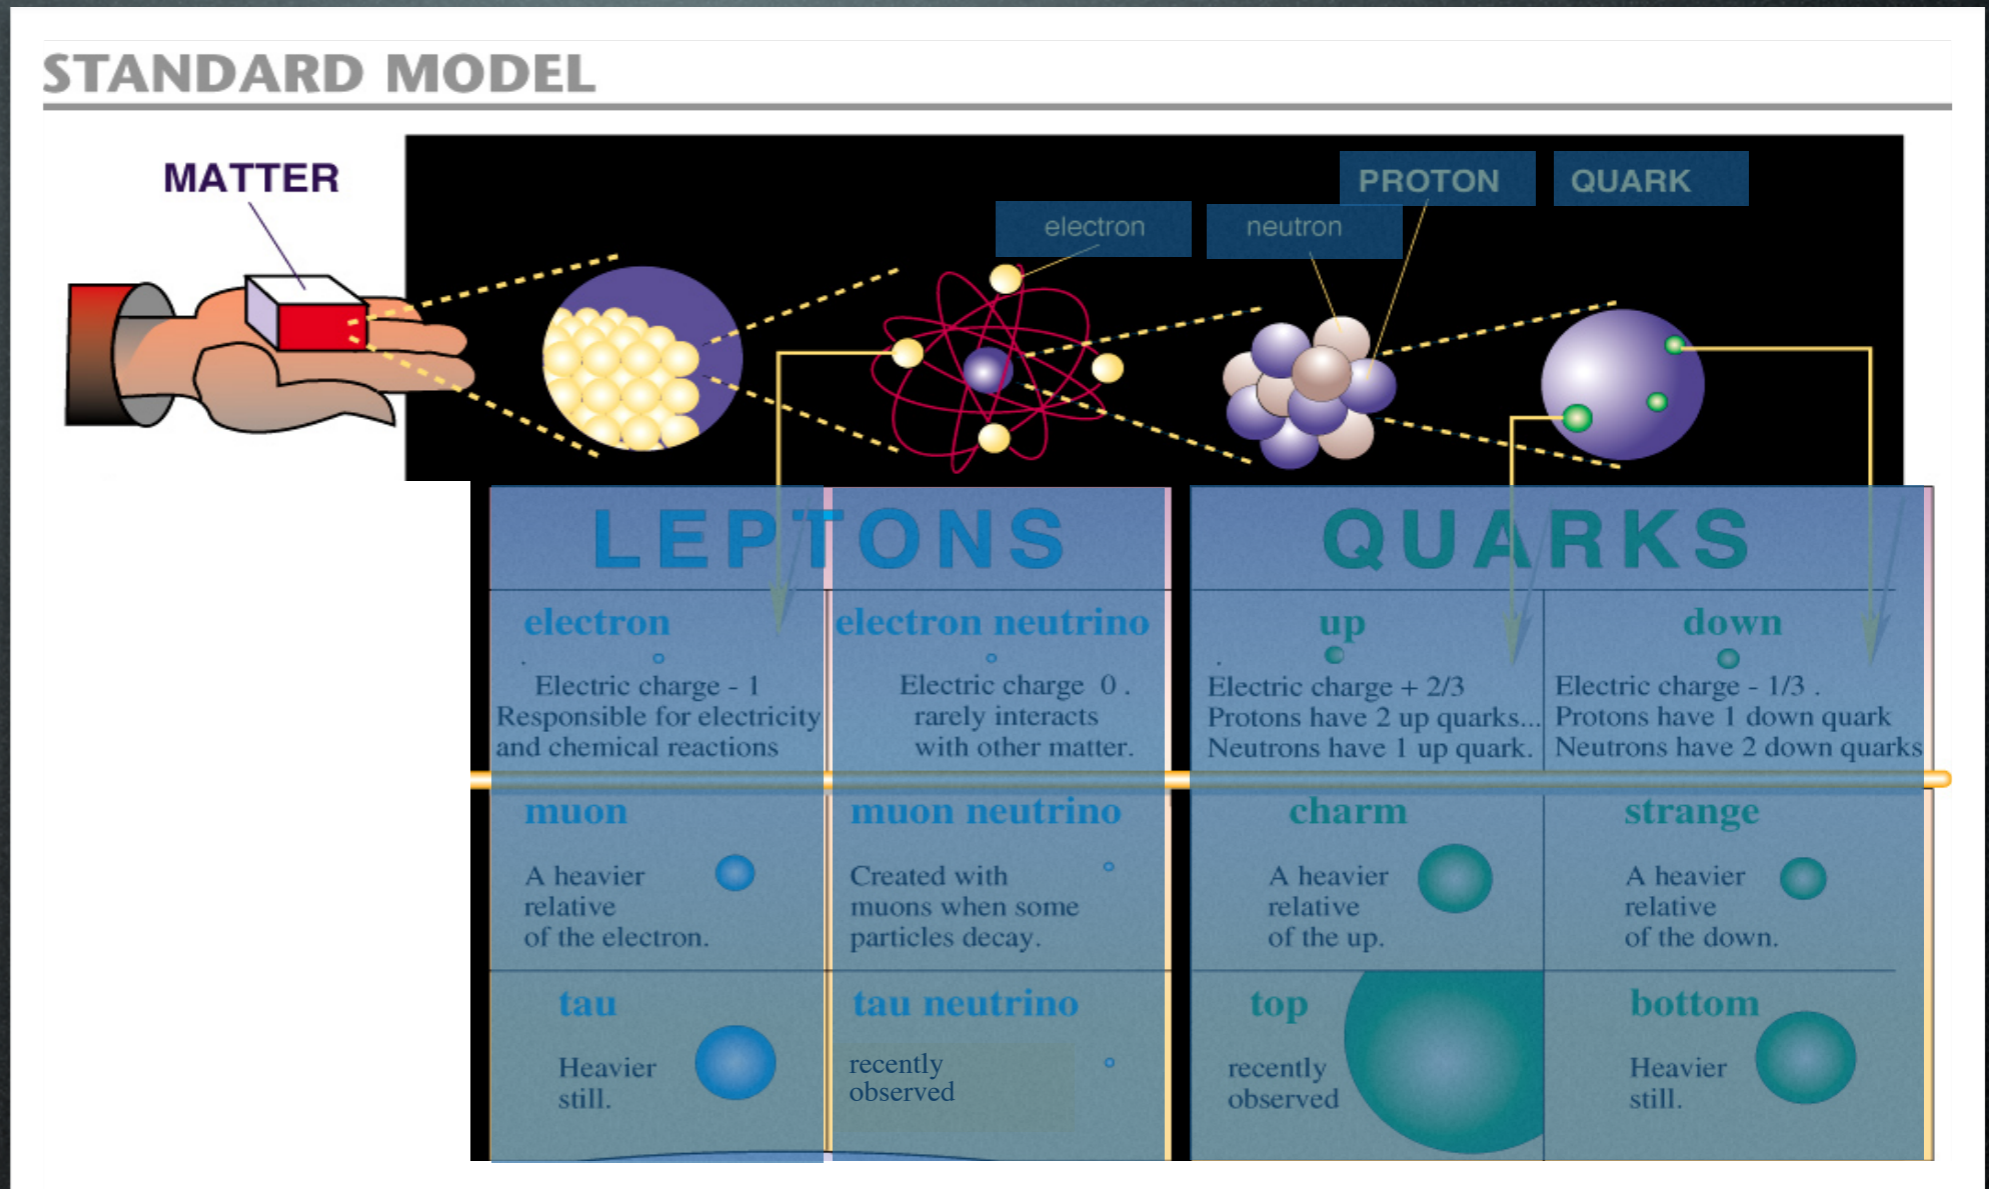 STANDARD MODEL
MATTER
PROTON
QUARK
electron
neutron
LEPTONS
QUARKS
electron
Electric charge - 1
Responsible for electricity
and chemical reactions
electron neutrino
Electric charge 0 .
rarely interacts
with other matter.
up
Electric charge + 2/3
Protons have 2 up quarks...
Neutrons have 1 up quark.
down
Electric charge - 1/3 .
Protons have 1 down quark
Neutrons have 2 down quarks
muon
A heavier
relative
of the electron.
muon neutrino
Created with
muons when some
particles decay.
charm
A heavier
relative
of the up.
strange
A heavier
relative
of the down.
tau
Heavier
still.
tau neutrino
recently
observed
top
recently
observed
bottom
Heavier
still.